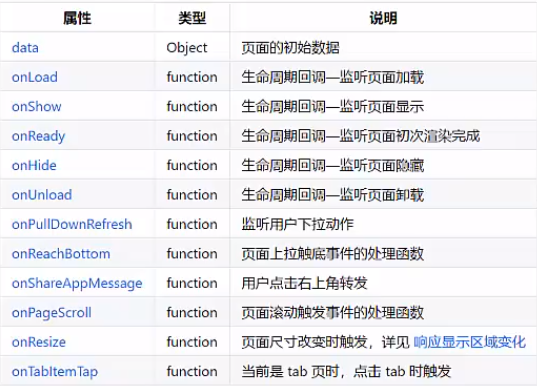 属性 类型 说明
data Object 页面的初始数据
onLoad function 生命周期回调—监听页面加载
onShow function 生命周期回调—监听页面显示
onReady function 生命周期回调—监听页面初次渲染完成
onHide function 生命周期回调—监听页面隐藏
onUnload function 生命周期回调—监听页面卸载
onPullDownRefresh function 监听用户下拉动作
onReachBottom function 页面上拉触底事件的处理函数
onShareAppMessage function 用户点击右上角转发
onPageScroll function 页面滚动触发事件的处理函数
onResize function 页面尺寸改变时触发，详见 响应显示区域变化
onTabItemTap function 当前是 tab 页时，点击 tab 时触发